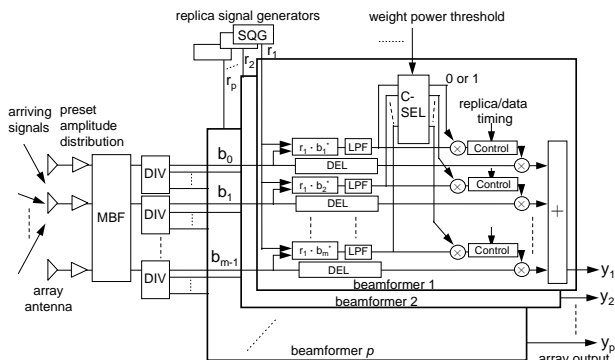 replica signal generators
weight power threshold
SQG
r1
r2
rp
0 or 1
C-
SEL
replica/data
timing
arriving
signals
preset
amplitude
distribution
b0
r1 · b1*
LPF
Control
DEL
DIV
b1
r1 · b2*
LPF
Control
DEL
MBF
DIV
+
bm-1
r1 · bm*
LPF
Control
DEL
DIV
array
antenna
beamformer 1
y1
beamformer 2
y2
beamformer p
yp
array output